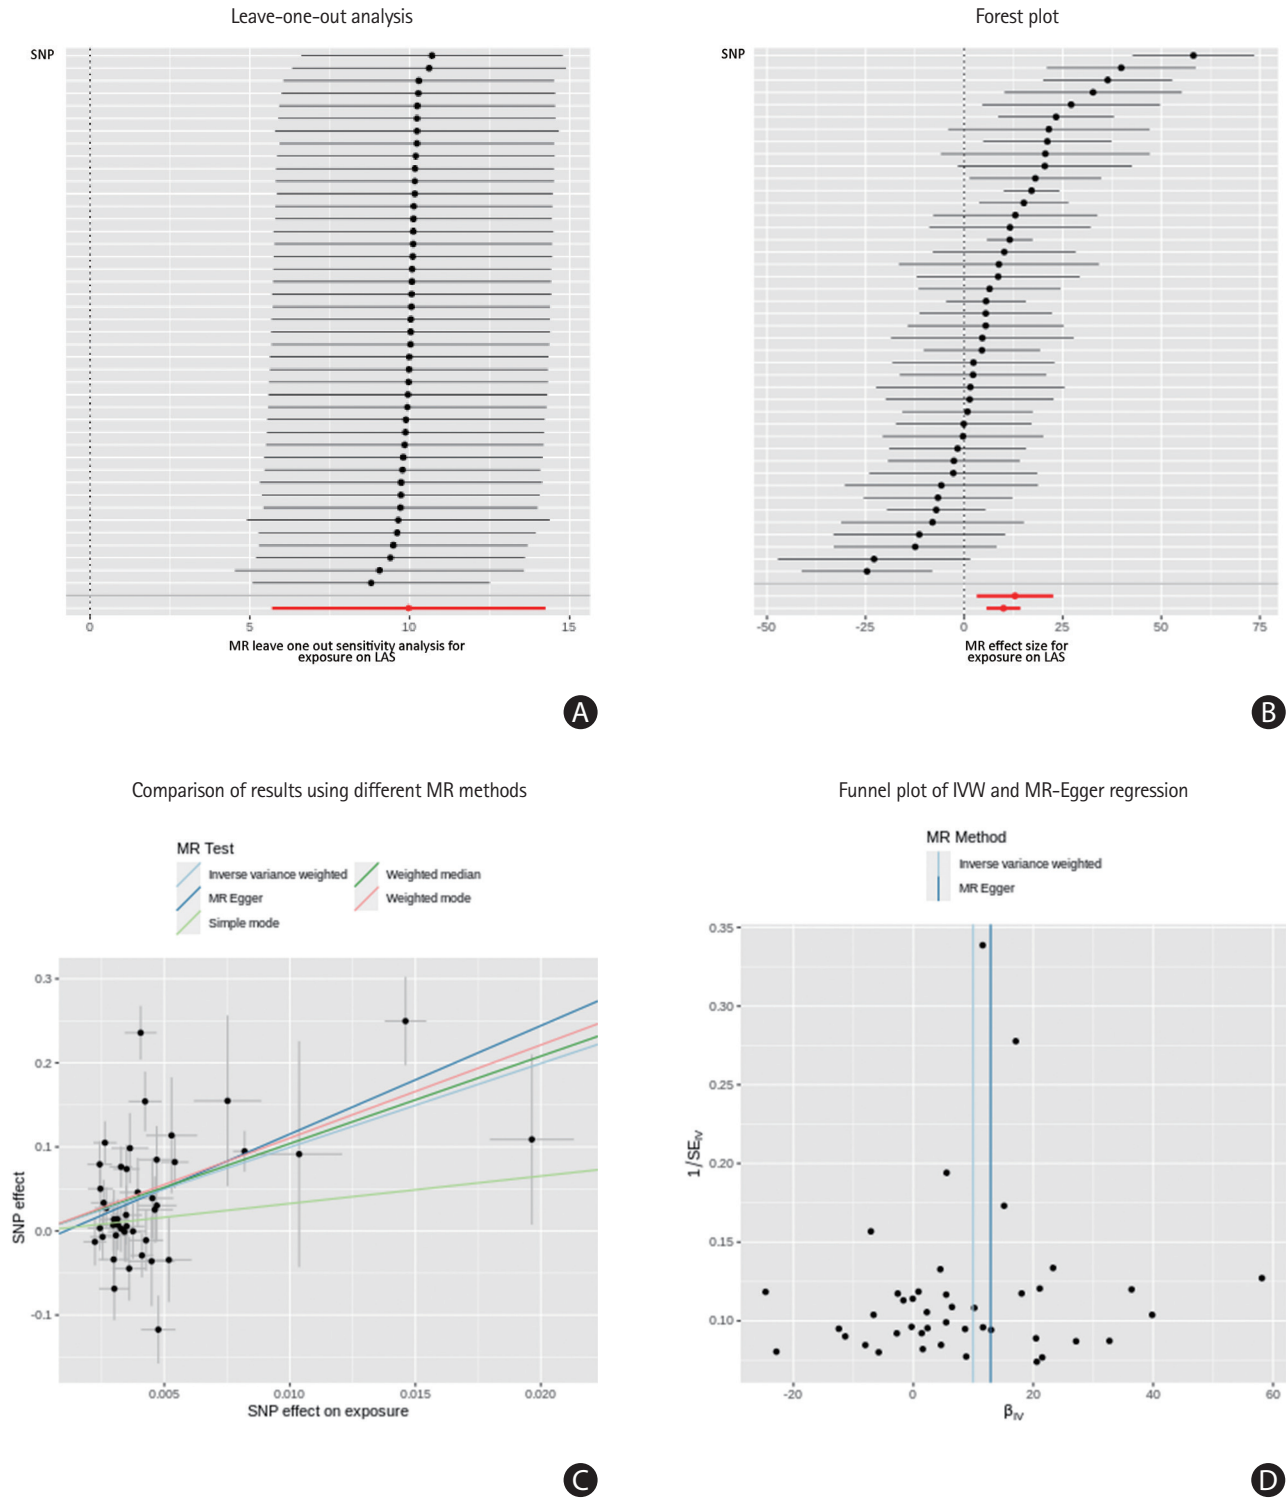 Leave-one-out analysis
SNP
0 5 10 15
MR leave one out sensitivity analysis for
exposure on LAS
A
Forest plot
SNP
-50 -25 0 25 50 75
MR effect size for
exposure on LAS
B
Comparison of results using different MR methods
MR Test
Inverse variance weighted
Weighted median
MR Egger
Weighted mode
Simple mode
0.3
0.2
0.1
0.0
-0.1
SNP effect
0.005 0.010 0.015 0.020
SNP effect on exposure
C
Funnel plot of IVW and MR-Egger regression
MR Method
Inverse variance weighted
MR Egger
0.35
0.30
0.25
0.20
0.15
0.10
1/SE_IV
-20 0 20 40 60
β_IV
D